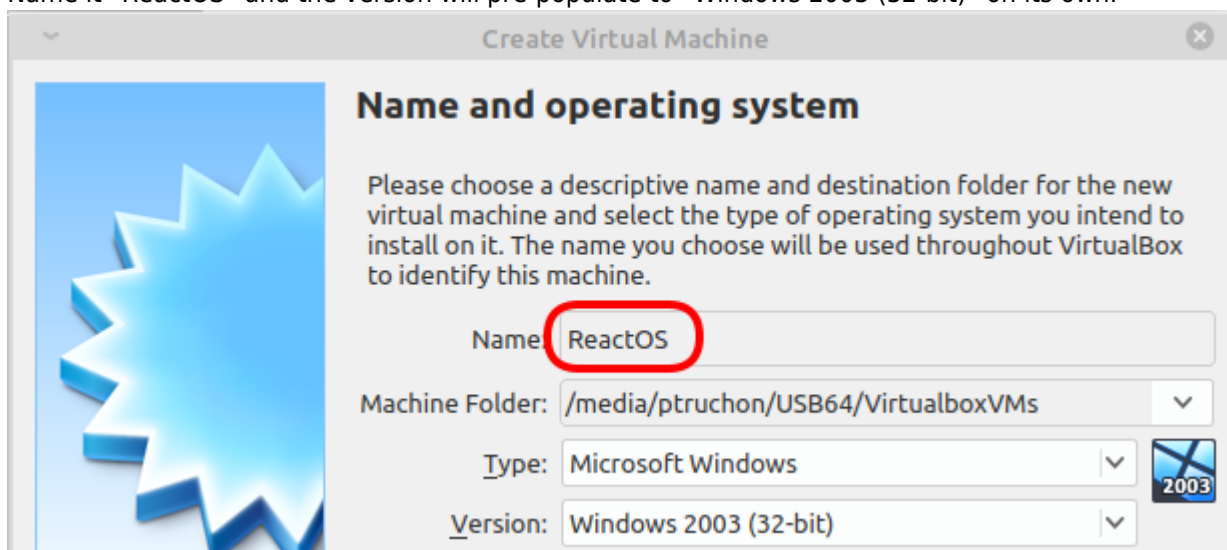 Name it "ReactOS" and the version will pre-populate to "Windows 2003 (32-bit)" on its own.
Create Virtual Machine
Name and operating system
Please choose a descriptive name and destination folder for the new
virtual machine and select the type of operating system you intend to
install on it. The name you choose will be used throughout VirtualBox
to identify this machine.
Name: ReactOS
Machine Folder: /media/ptruchon/USB64/VirtualboxVMs
Type: Microsoft Windows
2003
Version: Windows 2003 (32-bit)